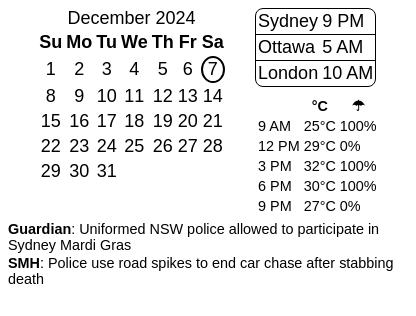 December 2024
Su Mo Tu We Th Fr Sa
1 2 3 4 5 6 7
8 9 10 11 12 13 14
15 16 17 18 19 20 21
22 23 24 25 26 27 28
29 30 31
Sydney 9 PM
Ottawa 5 AM
London 10 AM
°C ☂
9 AM 25°C 100%
12 PM 29°C 0%
3 PM 32°C 100%
6 PM 30°C 100%
9 PM 27°C 0%
Guardian: Uniformed NSW police allowed to participate in
Sydney Mardi Gras
SMH: Police use road spikes to end car chase after stabbing
death